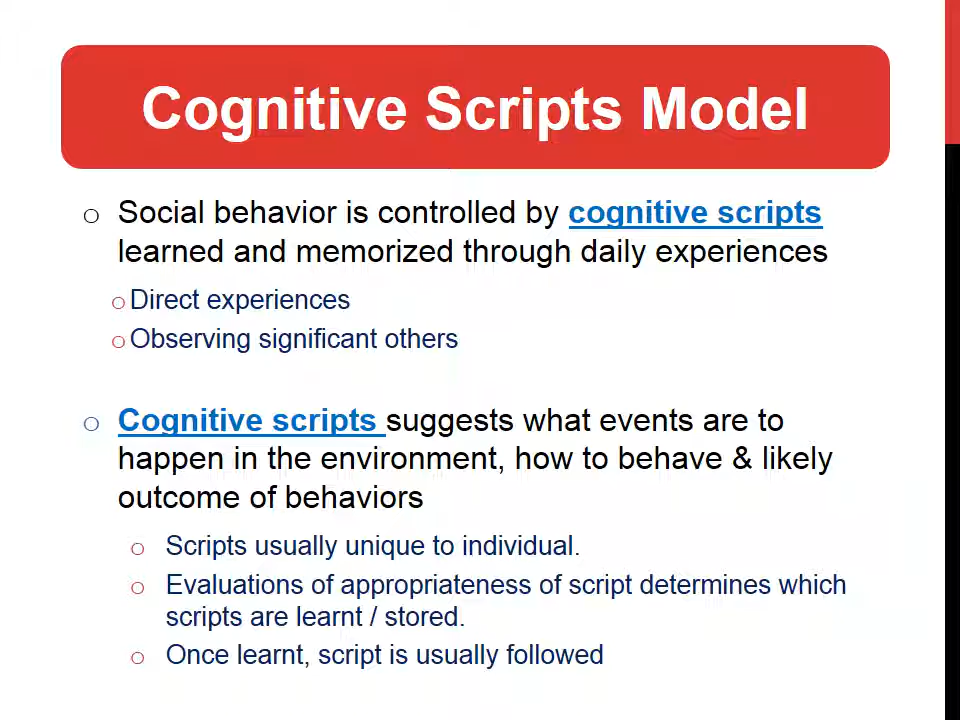 Cognitive Scripts Model
o Social behavior is controlled by cognitive scripts
learned and memorized through daily experiences
o Direct experiences
o Observing significant others
o Cognitive scripts suggests what events are to
happen in the environment, how to behave & likely
outcome of behaviors
o Scripts usually unique to individual.
o Evaluations of appropriateness of script determines which
scripts are learnt / stored.
o Once learnt, script is usually followed